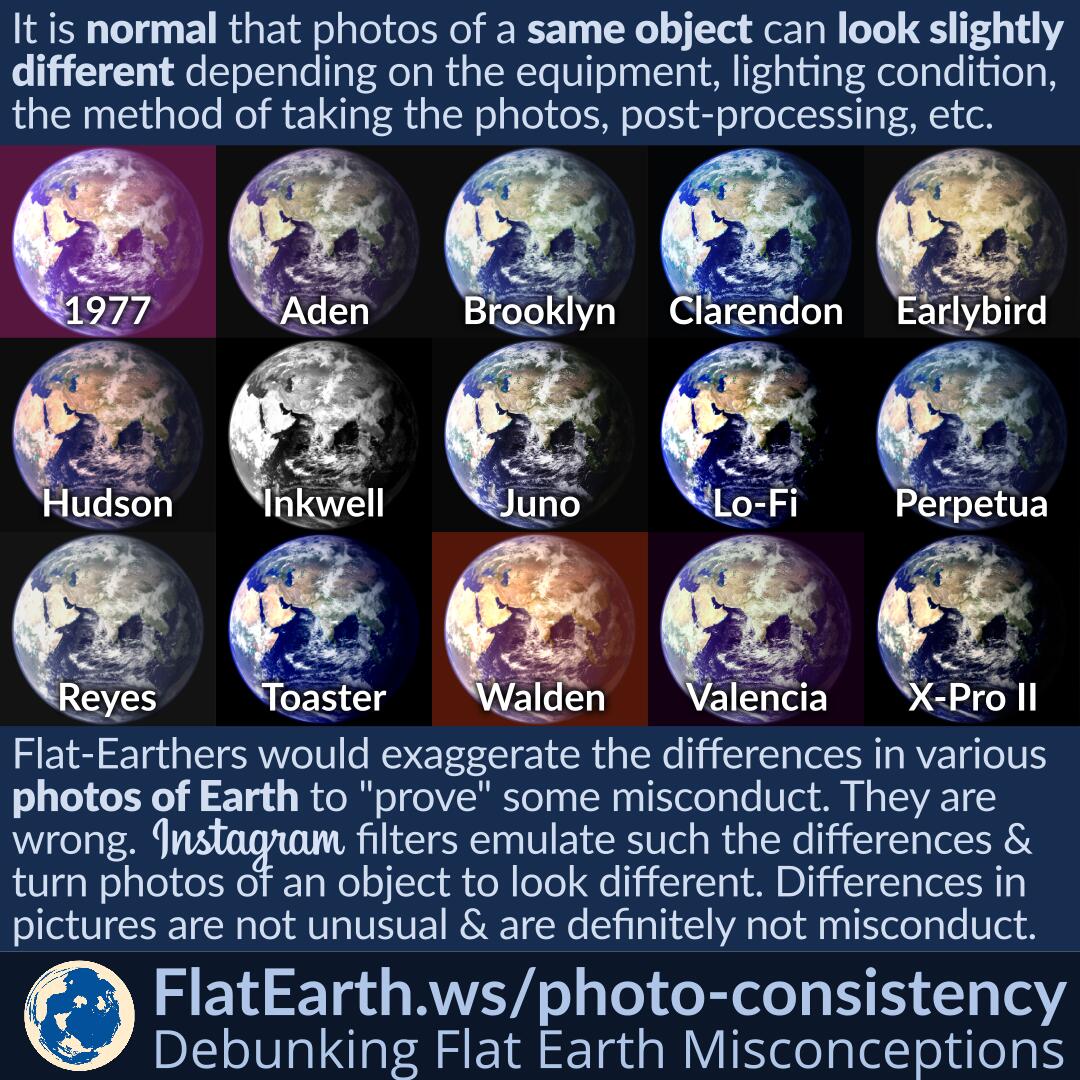 It is normal that photos of a same object can look slightly
different depending on the equipment, lighting condition,
the method of taking the photos, post-processing, etc.
1977 Aden Brooklyn Clarendon Earlybird
Hudson Inkwell Juno Lo-Fi Perpetua
Reyes Toaster Walden Valencia X-Pro II
Flat-Earthers would exaggerate the differences in various
photos of Earth to "prove" some misconduct. They are
wrong. Instagram filters emulate such the differences &
turn photos of an object to look different. Differences in
pictures are not unusual & are definitely not misconduct.
FlatEarth.ws/photo-consistency
Debunking Flat Earth Misconceptions